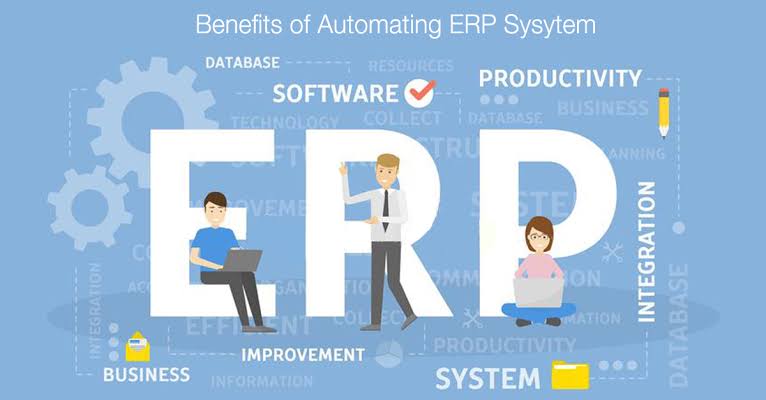 Benefits of Automating ERP Sysytem
DATABASE
RESOURCES
SOFTWARE
PRODUCTIVITY
TECHNOLOGY
COLLECT
DATABASE
BUSINESS
ERP
SYSTEM
INTEGRATION
DATABASE
INTEGRATION
EFFICIENT
IMPROVEMENT
PRODUCTIVITY
BUSINESS
INFORMATION
SYSTEM